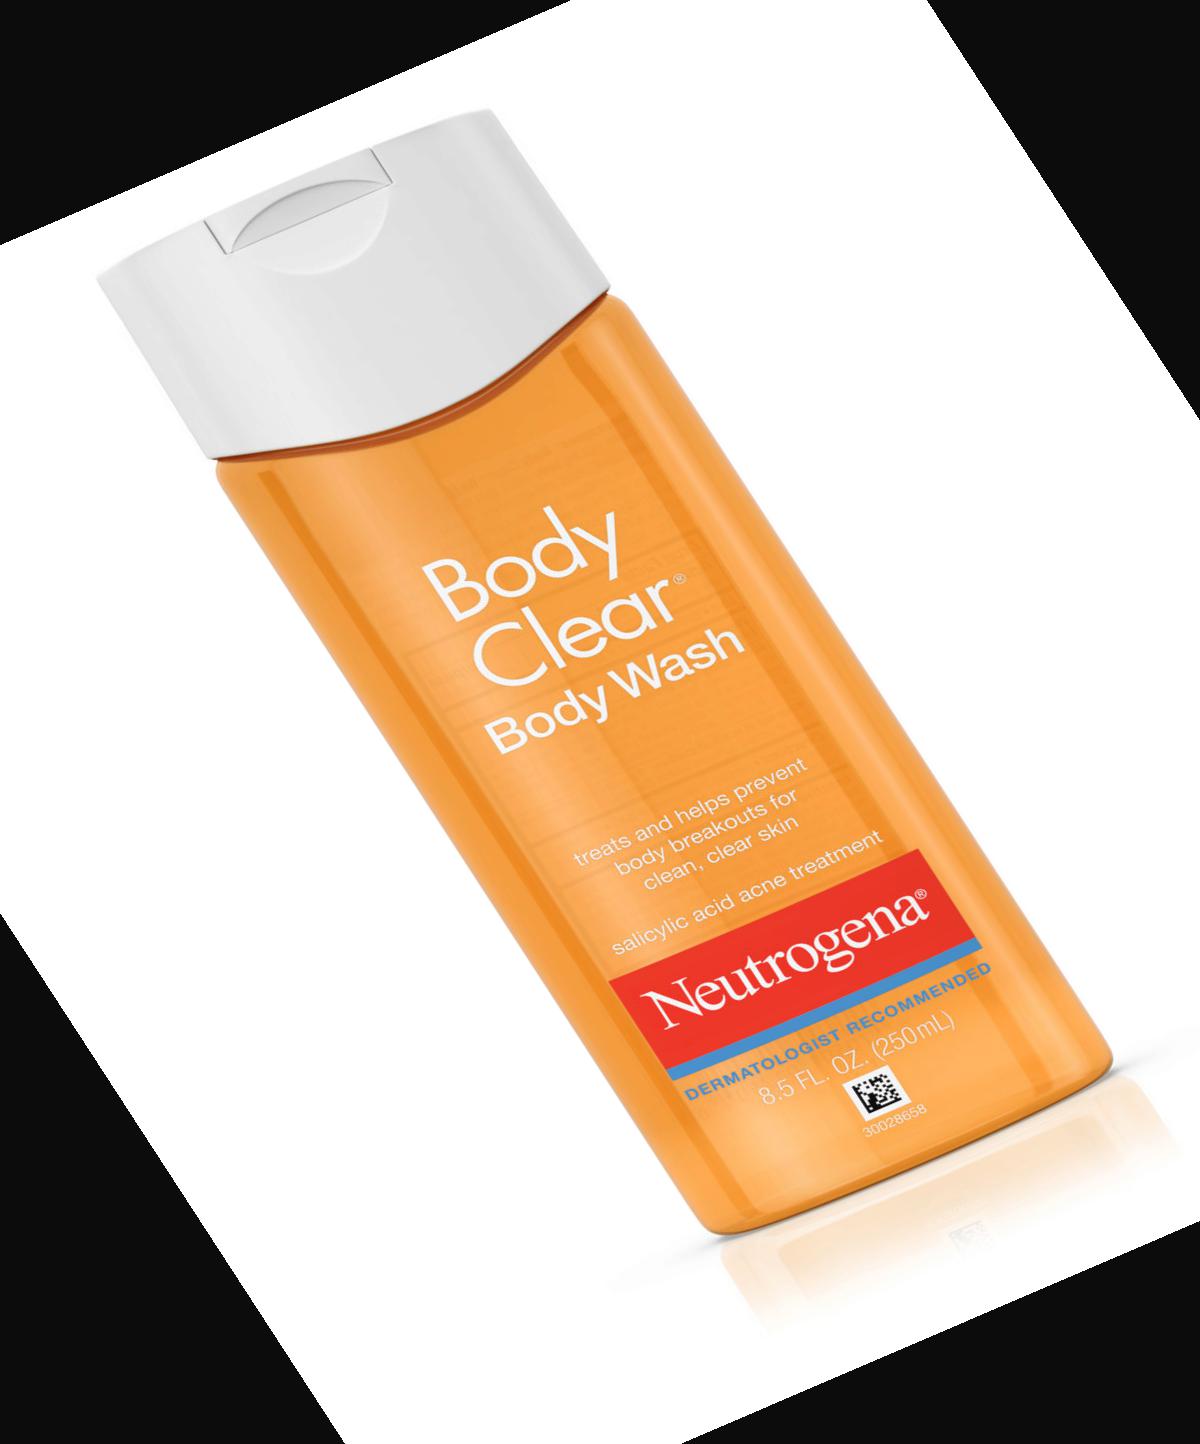 Body
Clear®
Body Wash
treats and helps prevent
body breakouts for
clean, clear skin
salicylic acid acne treatment
Neutrogena®
DERMATOLOGIST RECOMMENDED
8.5 FL. OZ. (250mL)
30028658